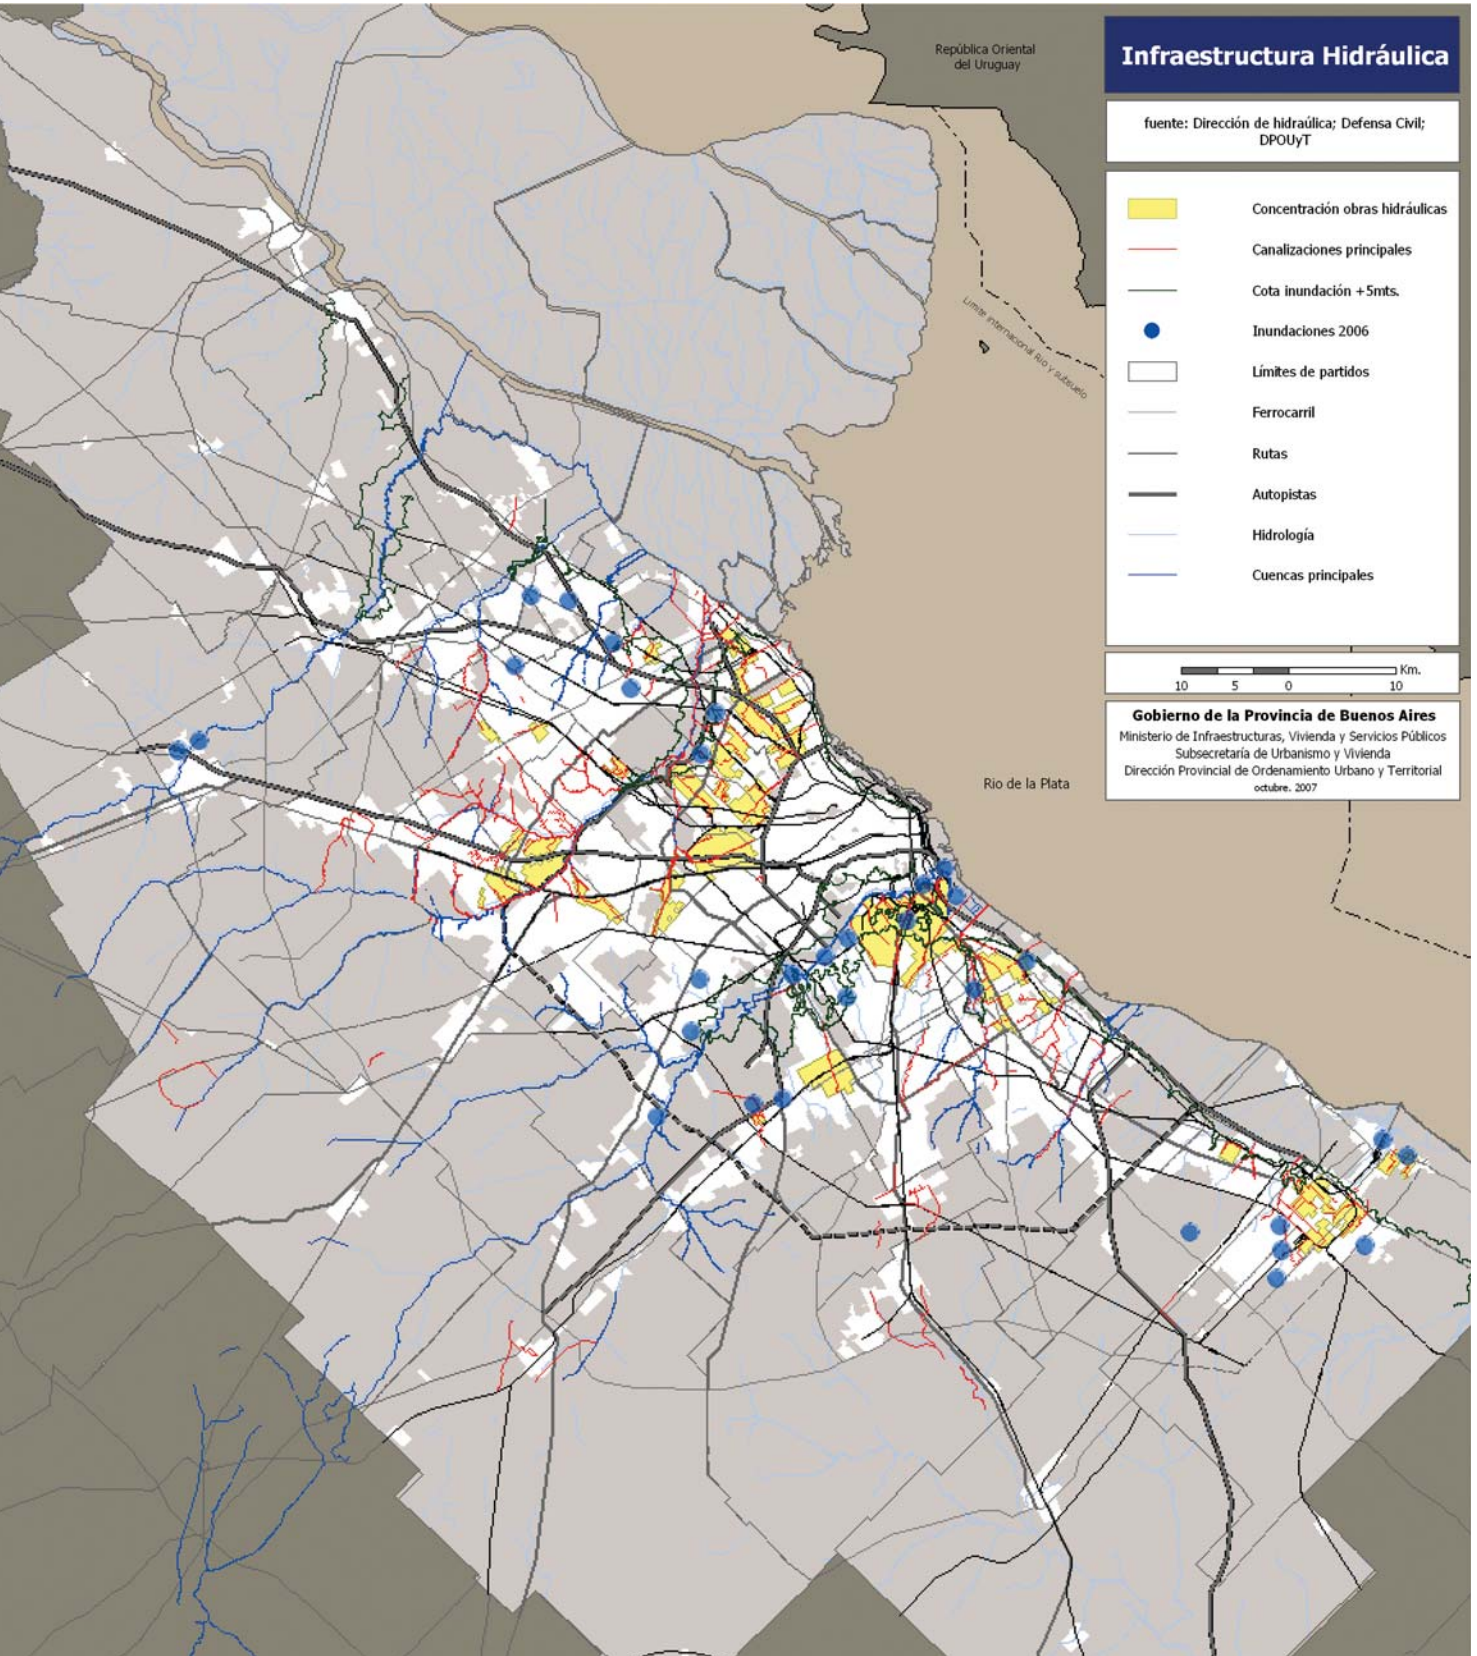 República Oriental
del Uruguay
Infraestructura Hidráulica
fuente: Dirección de hidraúlica; Defensa Civil;
DPOUyT
Concentración obras hidráulicas
Canalizaciones principales
Cota inundación +5mts.
Inundaciones 2006
Límites de partidos
Ferrocarril
Rutas
Autopistas
Hidrología
Cuencas principales
Límite internacional Río y subsuelo
Km.
10 5 0 10
Gobierno de la Provincia de Buenos Aires
Ministerio de Infraestructuras, Vivienda y Servicios Públicos
Subsecretaría de Urbanismo y Vivienda
Dirección Provincial de Ordenamiento Urbano y Territorial
octubre. 2007
Rio de la Plata